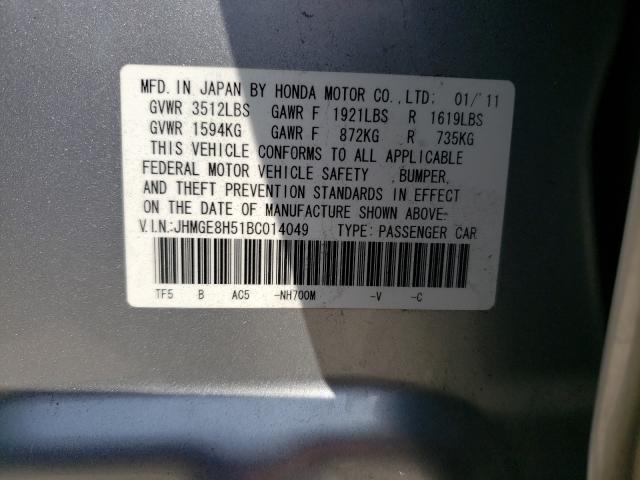 MFD. IN JAPAN BY HONDA MOTOR CO.,LTD: 01/'11
GVWR 3512LBS GAWR F 1921LBS R 1619LBS
GVWR 1594KG GAWR F 872KG R 735KG
THIS VEHICLE CONFORMS TO ALL APPLICABLE
FEDERAL MOTOR VEHICLE SAFETY ,BUMPER,
AND THEFT PREVENTION STANDARDS IN EFFECT
ON THE DATE OF MANUFACTURE SHOWN ABOVE.
V.I.N.:JHMGE8H51BC014049 TYPE: PASSENGER CAR
TF5 B AC5 -NH700M -V -C